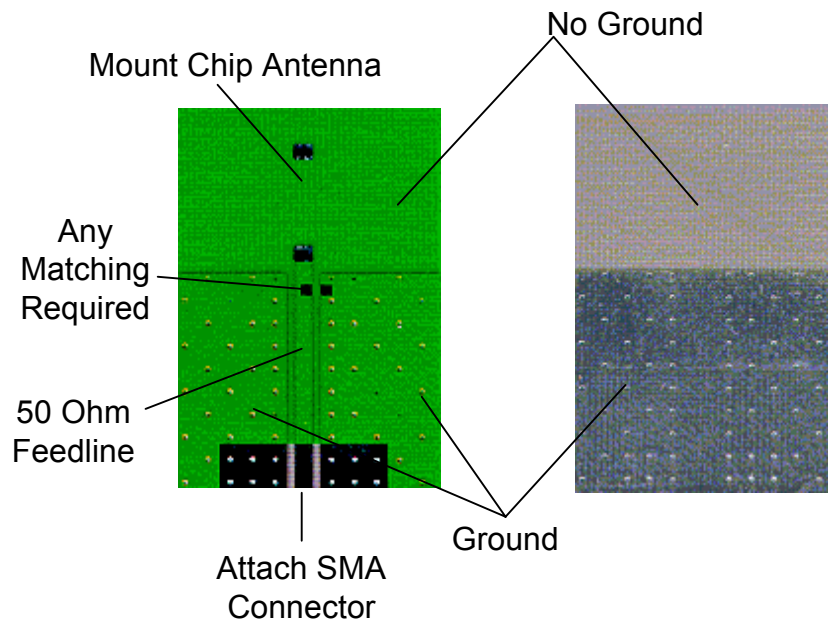 No Ground
Mount Chip Antenna
Any
Matching
Required
50 Ohm
Feedline
Ground
Attach SMA
Connector